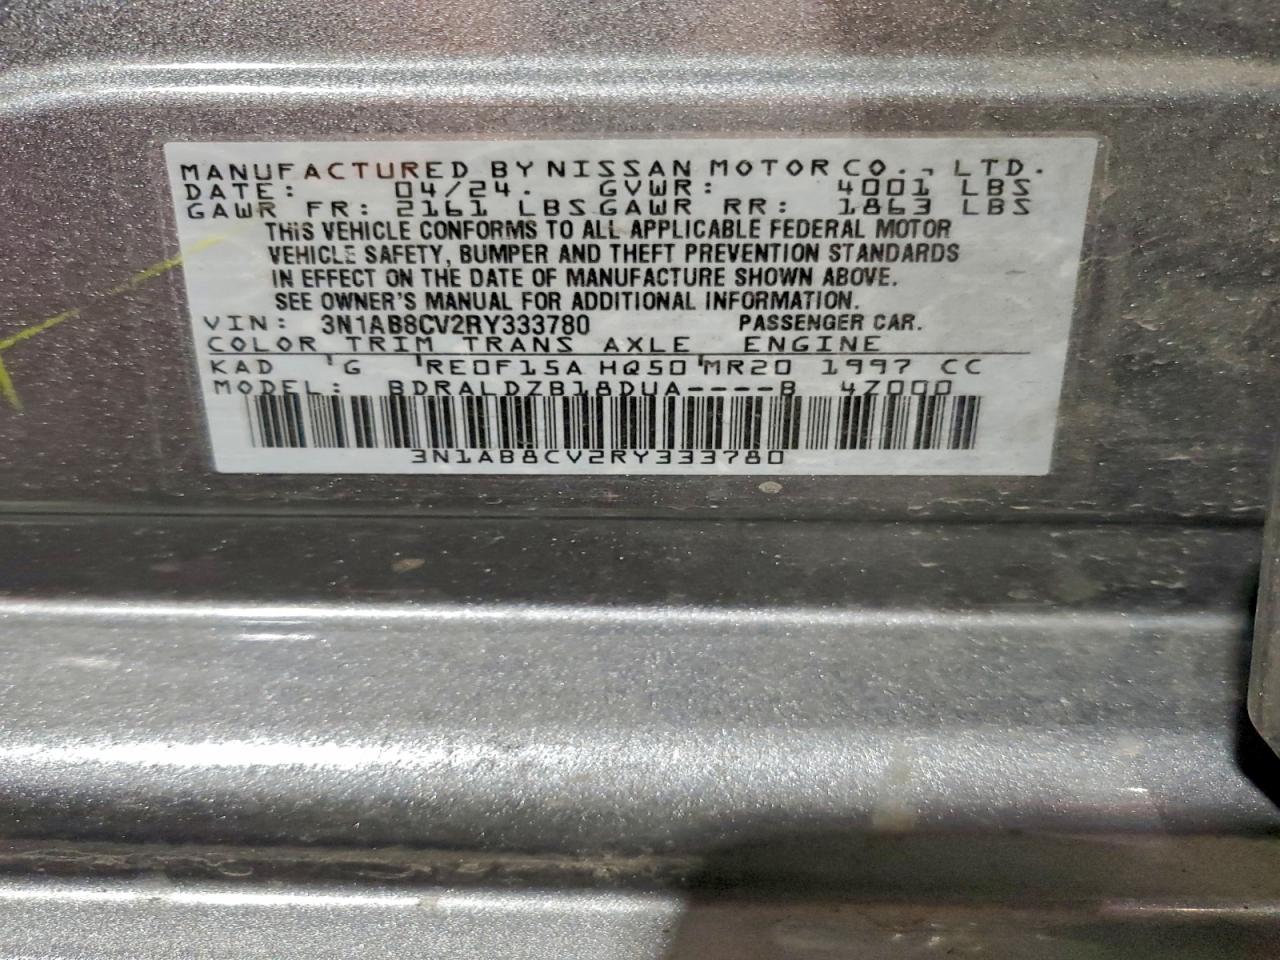 MANUFACTURED BY NISSAN MOTOR CO., LTD.
DATE: 04/24. GVWR: 4001 LBS
GAWR FR: 2161 LBS GAWR RR: 1863 LBS
THIS VEHICLE CONFORMS TO ALL APPLICABLE FEDERAL MOTOR
VEHICLE SAFETY, BUMPER AND THEFT PREVENTION STANDARDS
IN EFFECT ON THE DATE OF MANUFACTURE SHOWN ABOVE.
SEE OWNER'S MANUAL FOR ADDITIONAL INFORMATION.
VIN: 3N1AB8CV2RY333780 PASSENGER CAR.
COLOR TRIM TRANS AXLE ENGINE
KAD G RE0F15A HQ50 MR20 1997 CC
MODEL: BDRALDZB18DUA----B 4Z000
3N1AB8CV2RY333780